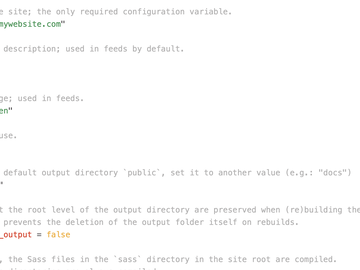 e site; the only required configuration variable.
mywebsite.com"
description; used in feeds by default.
ge; used in feeds.
en"
use.
default output directory `public`, set it to another value (e.g.: "docs")
"
t the root level of the output directory are preserved when (re)building the
prevents the deletion of the output folder itself on rebuilds.
_output = false
, the Sass files in the `sass` directory in the site root are compiled.